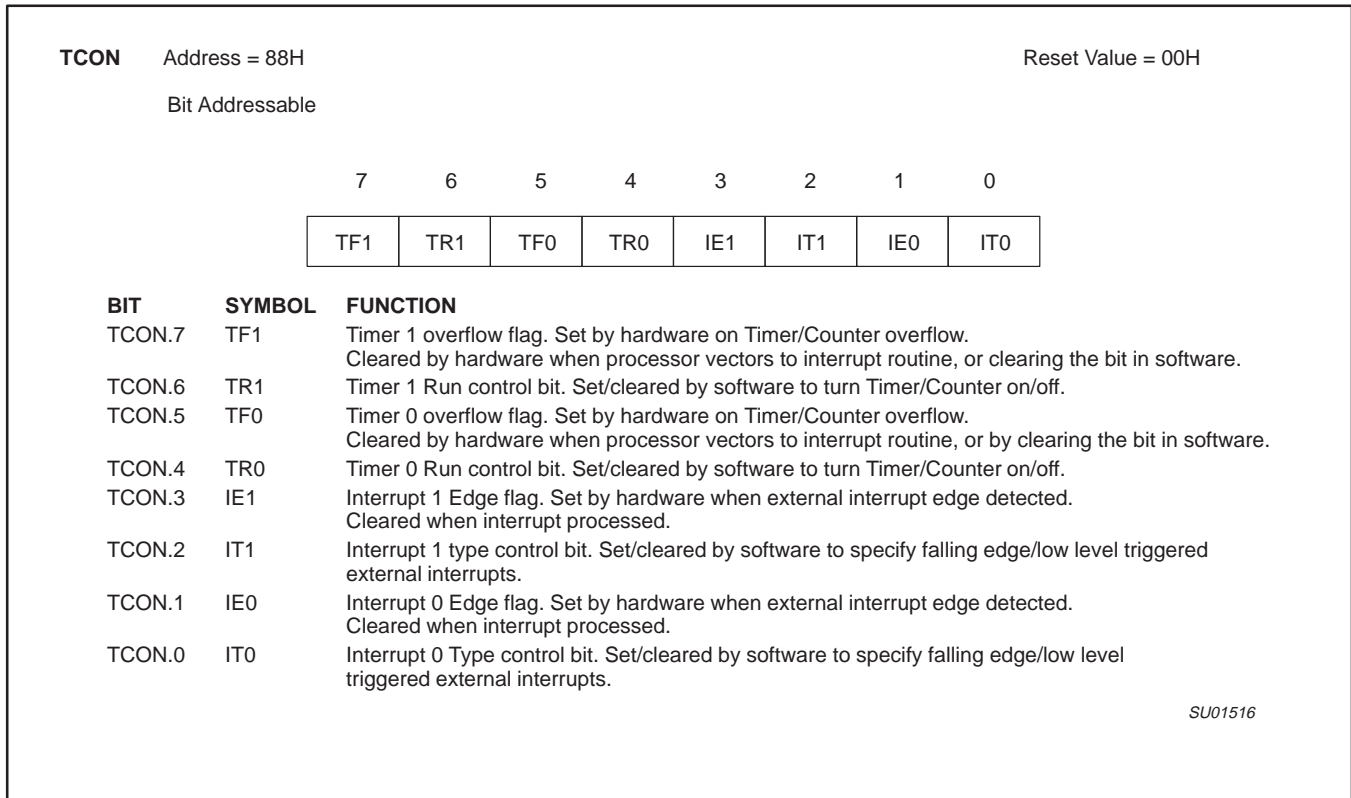 TCON Address = 88H Reset Value = 00H
Bit Addressable
7 6 5 4 3 2 1 0
TF1 TR1 TF0 TR0 IE1 IT1 IE0 IT0
BIT SYMBOL FUNCTION
TCON.7 TF1 Timer 1 overflow flag. Set by hardware on Timer/Counter overflow.
Cleared by hardware when processor vectors to interrupt routine, or clearing the bit in software.
TCON.6 TR1 Timer 1 Run control bit. Set/cleared by software to turn Timer/Counter on/off.
TCON.5 TF0 Timer 0 overflow flag. Set by hardware on Timer/Counter overflow.
Cleared by hardware when processor vectors to interrupt routine, or by clearing the bit in software.
TCON.4 TR0 Timer 0 Run control bit. Set/cleared by software to turn Timer/Counter on/off.
TCON.3 IE1 Interrupt 1 Edge flag. Set by hardware when external interrupt edge detected.
Cleared when interrupt processed.
TCON.2 IT1 Interrupt 1 type control bit. Set/cleared by software to specify falling edge/low level triggered
external interrupts.
TCON.1 IE0 Interrupt 0 Edge flag. Set by hardware when external interrupt edge detected.
Cleared when interrupt processed.
TCON.0 IT0 Interrupt 0 Type control bit. Set/cleared by software to specify falling edge/low level
triggered external interrupts.
SU01516